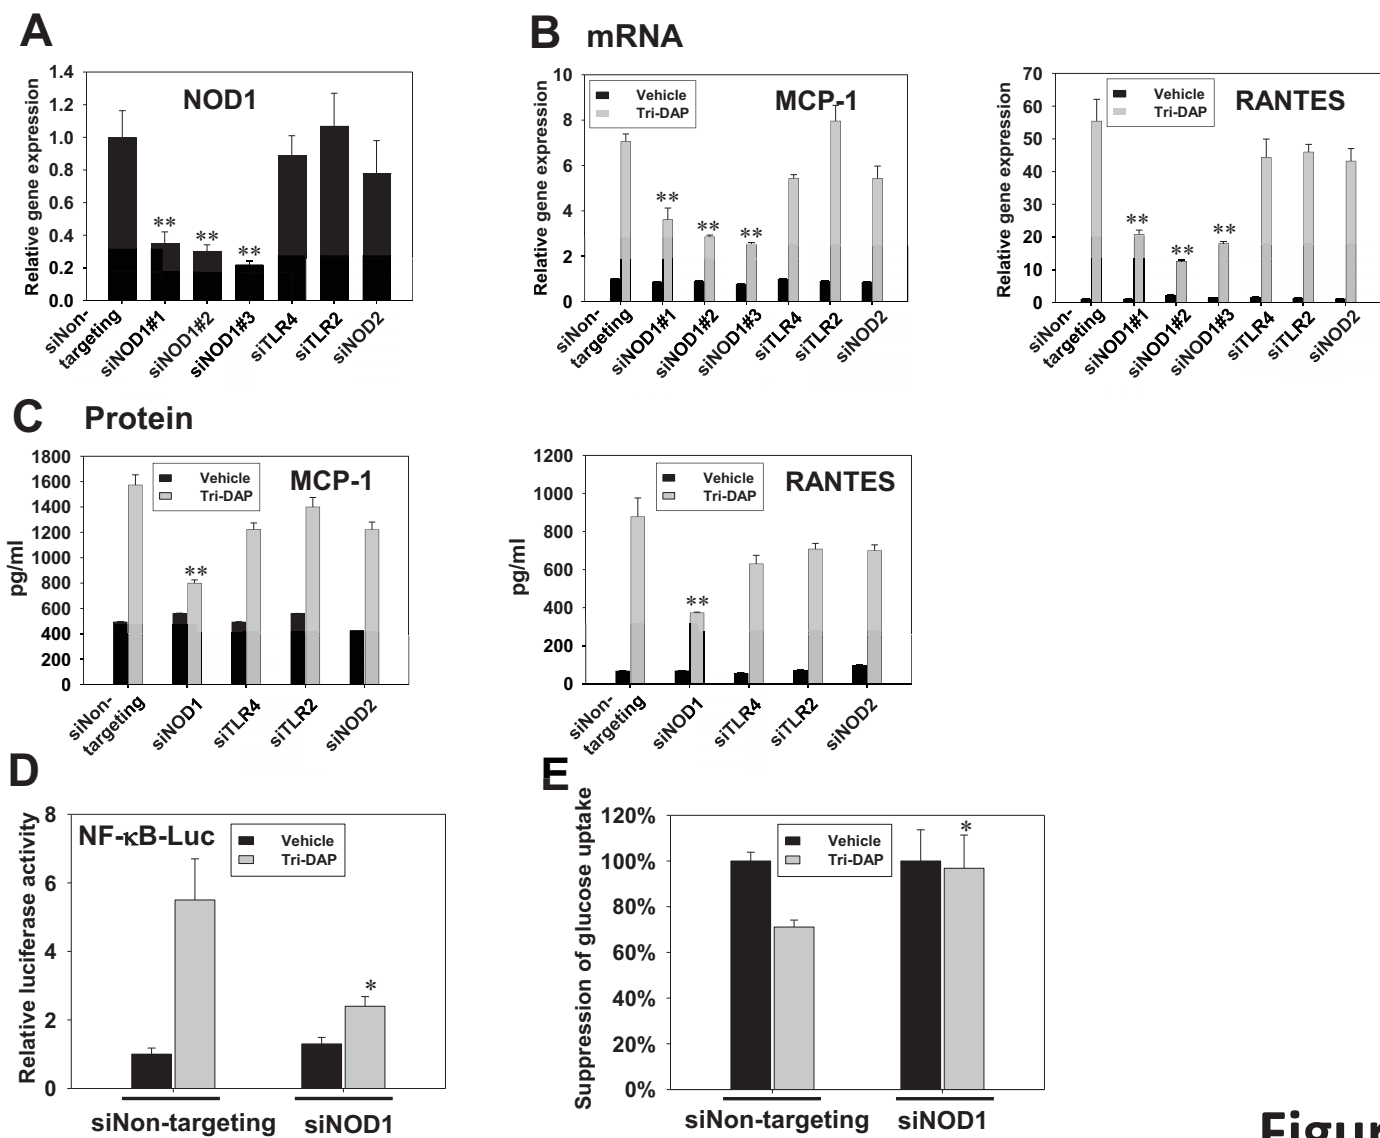 A
B mRNA
1.4
1.2
1.0
0.8
0.6
0.4
0.2
0.0
Relative gene expression
NOD1
**
**
**
siNon-
targeting
siNOD1#1
siNOD1#2
siNOD1#3
siTLR4
siTLR2
siNOD2
10
8
6
4
2
0
Relative gene expression
Vehicle
Tri-DAP
MCP-1
**
**
**
siNon-
targeting
siNOD1#1
siNOD1#2
siNOD1#3
siTLR4
siTLR2
siNOD2
70
60
50
40
30
20
10
0
Relative gene expression
Vehicle
Tri-DAP
RANTES
**
**
**
siNon-
targeting
siNOD1#1
siNOD1#2
siNOD1#3
siTLR4
siTLR2
siNOD2
C Protein
1800
1600
1400
1200
1000
800
600
400
200
0
pg/ml
Vehicle
Tri-DAP
MCP-1
**
siNon-
targeting
siNOD1
siTLR4
siTLR2
siNOD2
1200
1000
800
600
400
200
0
pg/ml
Vehicle
Tri-DAP
RANTES
**
siNon-
targeting
siNOD1
siTLR4
siTLR2
siNOD2
D
8
6
4
2
0
Relative luciferase activity
NF-κB-Luc
Vehicle
Tri-DAP
*
siNon-targeting
siNOD1
E
120%
100%
80%
60%
40%
20%
0%
Suppression of glucose uptake
Vehicle
Tri-DAP
*
siNon-targeting
siNOD1